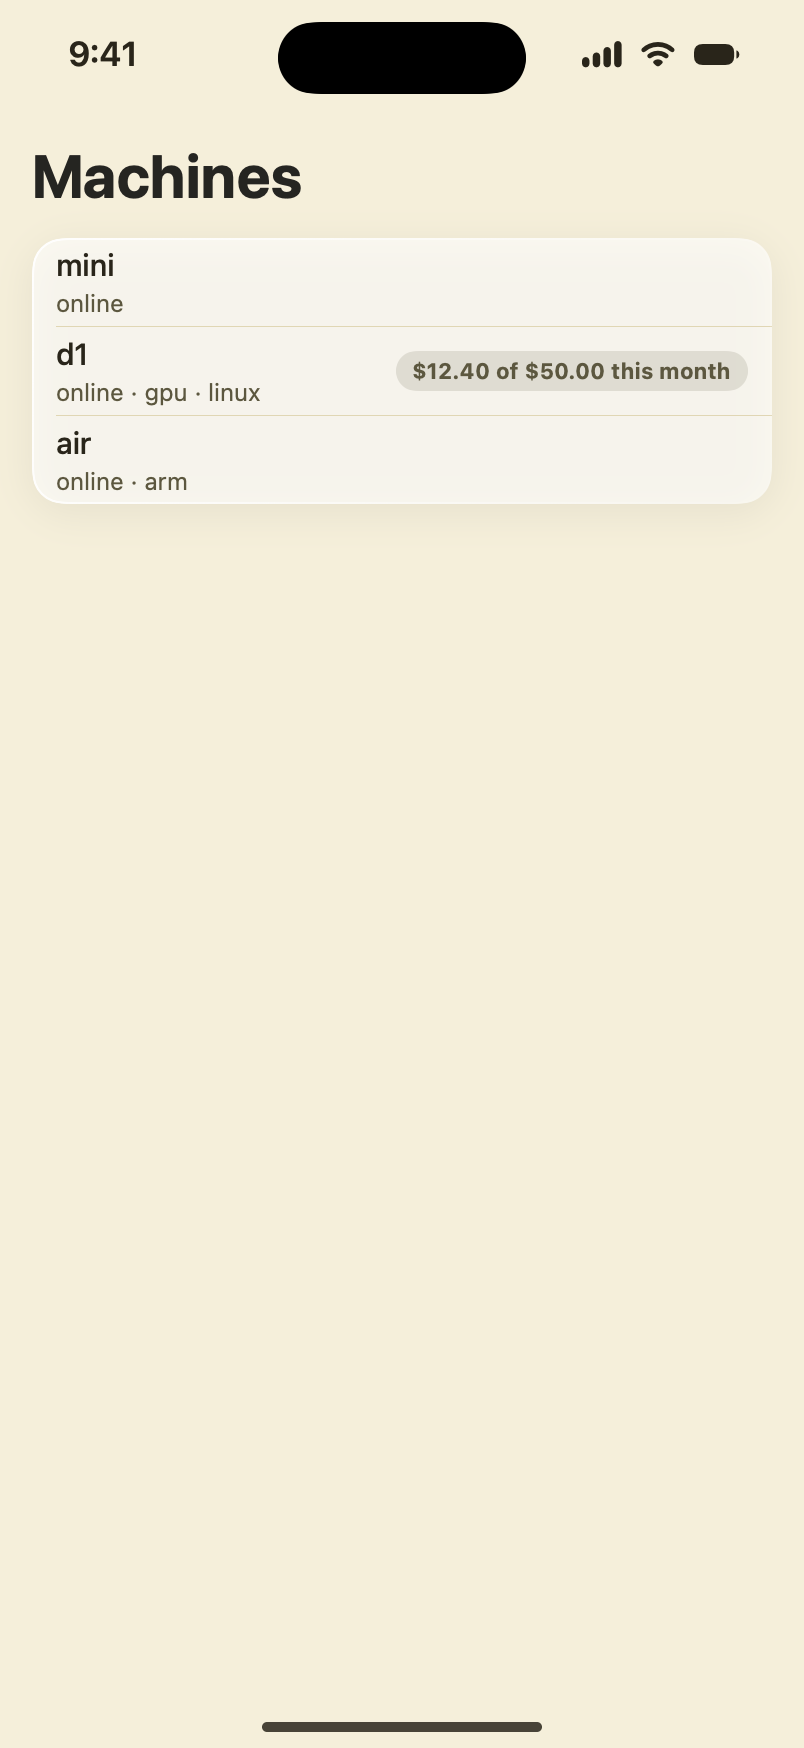 9:41
Machines
mini
online
d1
online · gpu · linux
$12.40 of $50.00 this month
air
online · arm